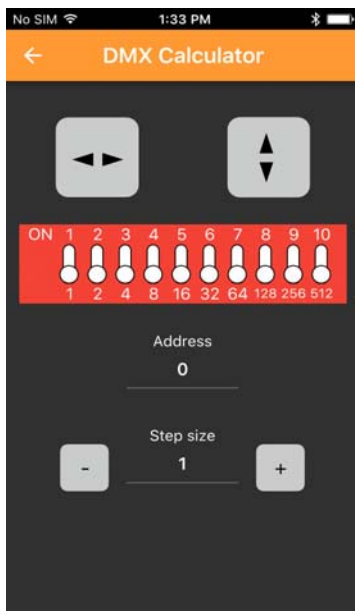 No SIM 1:33 PM
DMX Calculator
ON 1 2 3 4 5 6 7 8 9 10
1 2 4 8 16 32 64 128 256 512
Address
0
Step size
- 1 +